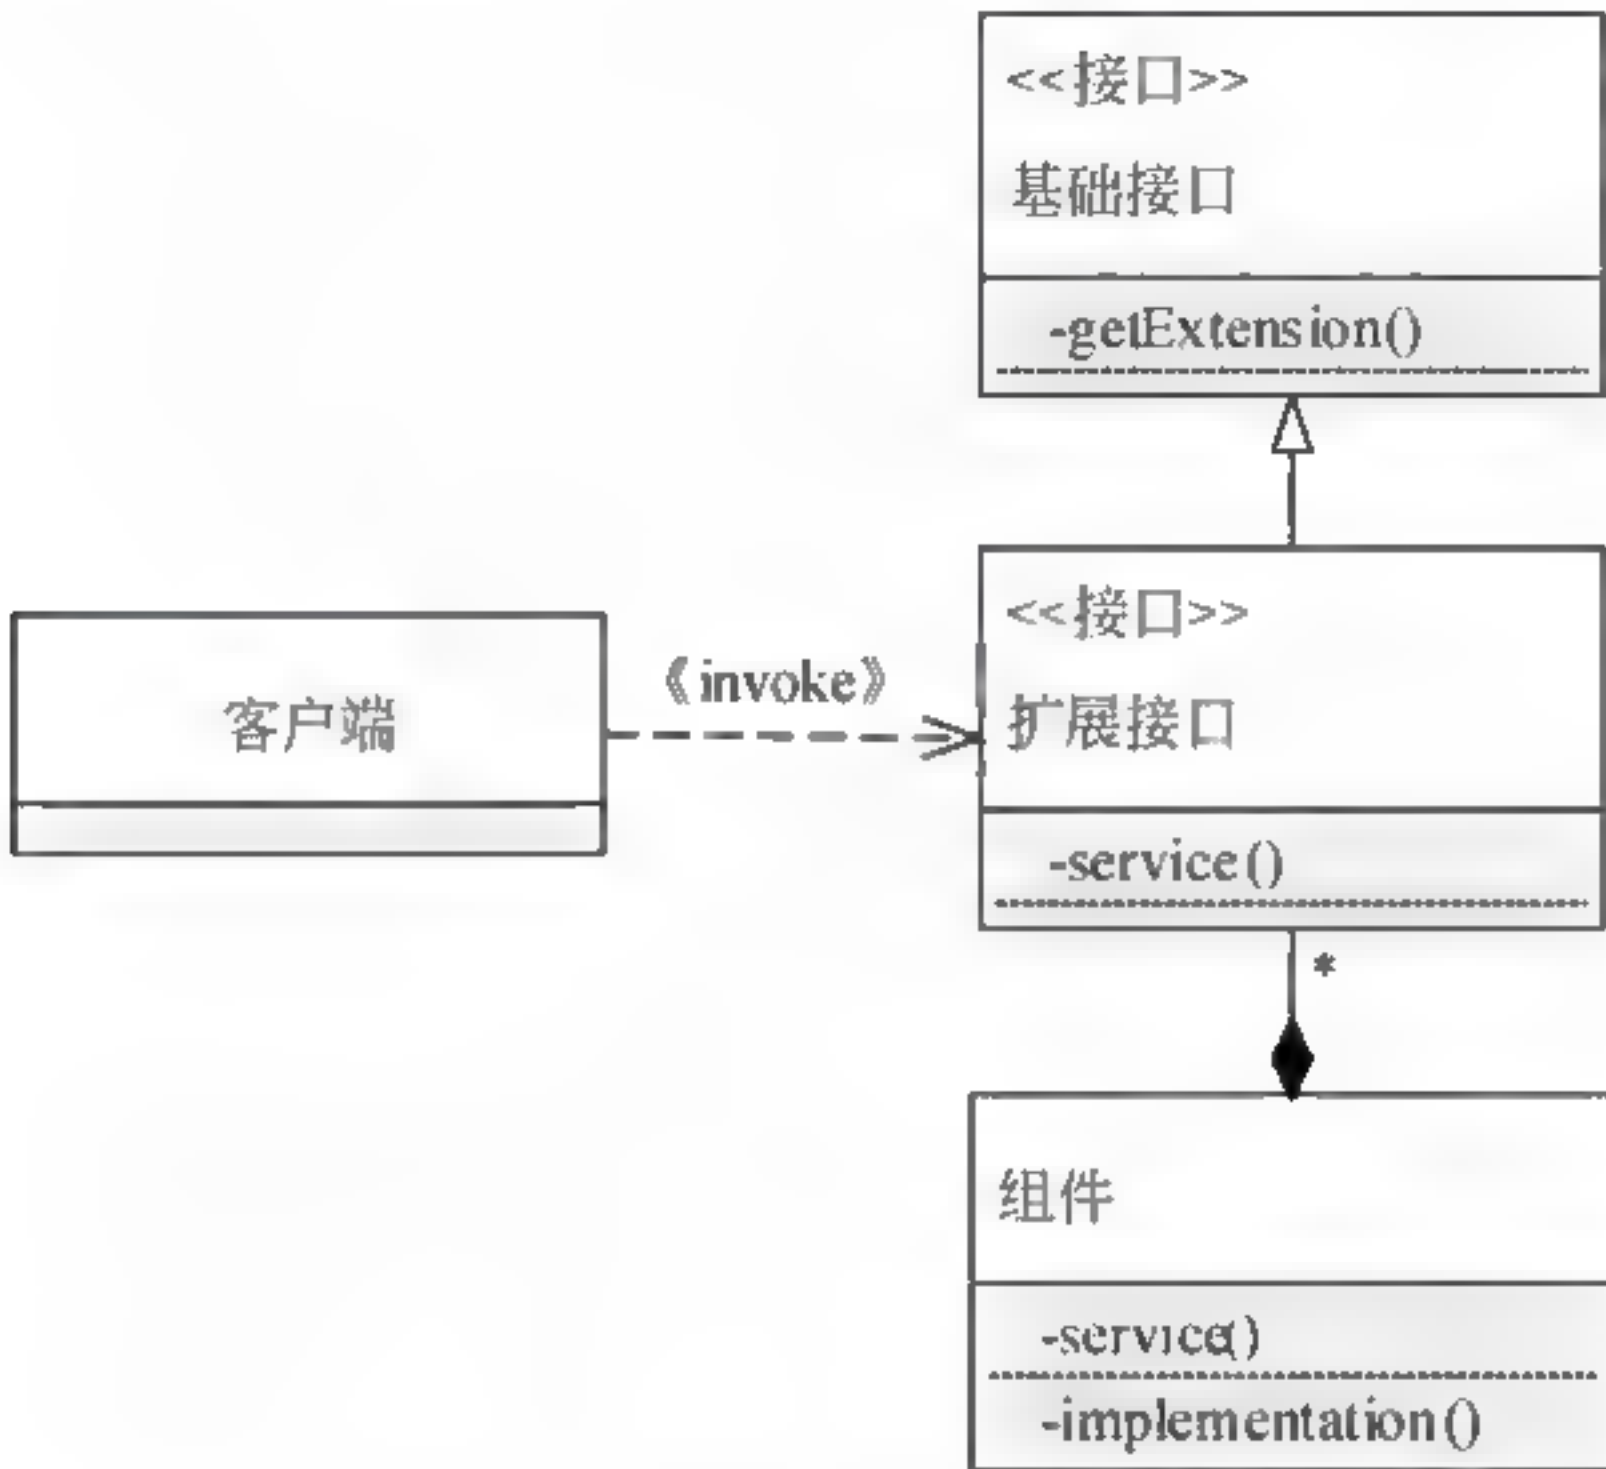 <<接口>>
基础接口
-getExtension()
<<接口>>
扩展接口
-service()
*
客户端
《invoke》
组件
-service()
-implementation()